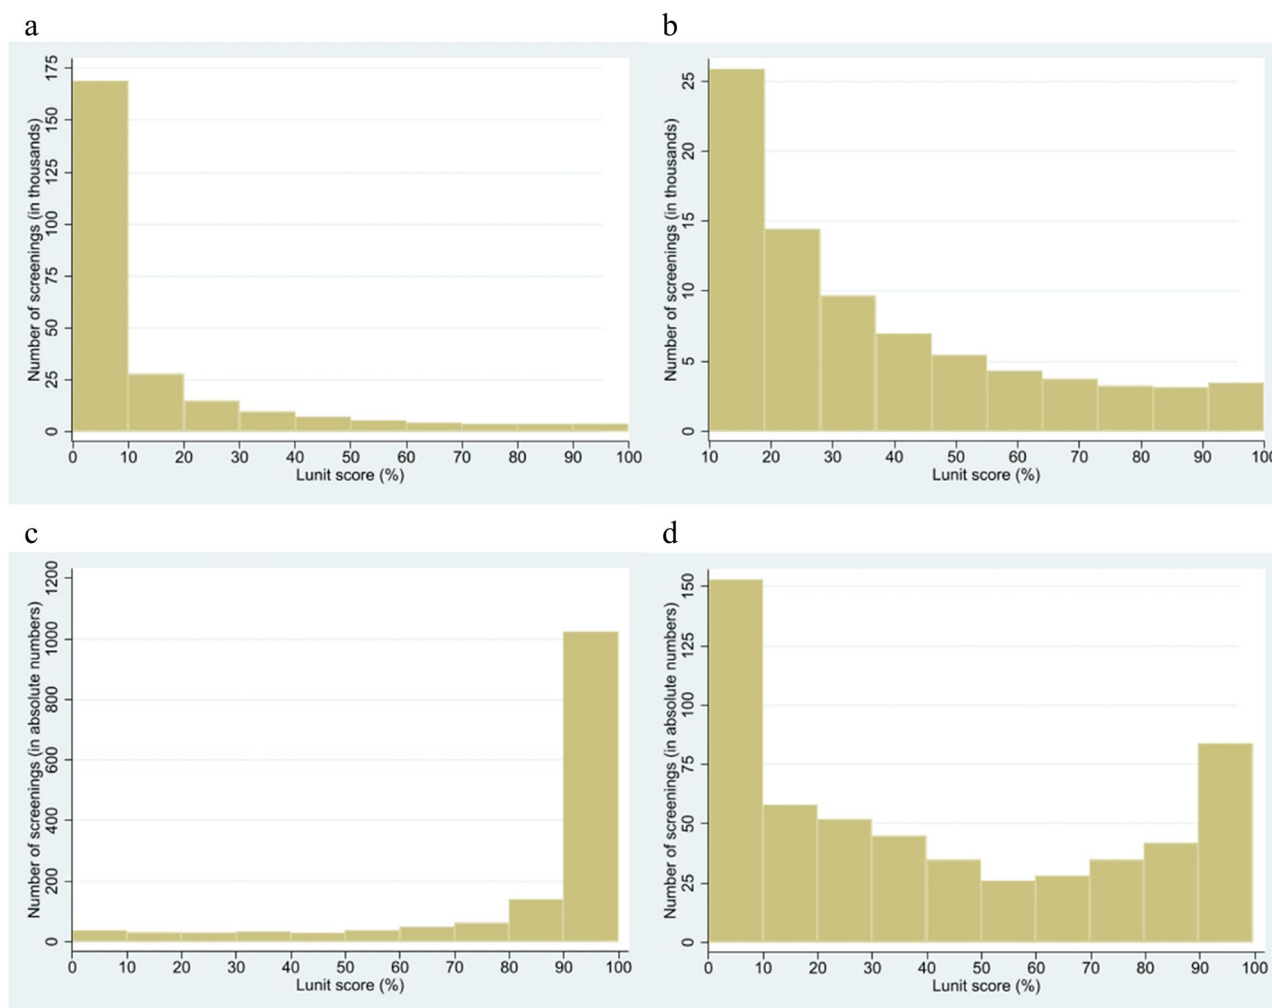 a
Number of screenings (in thousands)
175
150
125
100
75
50
25
0
0 10 20 30 40 50 60 70 80 90 100
Lunit score (%)
b
Number of screenings (in thousands)
25
20
15
10
5
0
10 20 30 40 50 60 70 80 90 100
Lunit score (%)
c
Number of screenings (in absolute numbers)
1200
1000
800
600
400
200
0
0 10 20 30 40 50 60 70 80 90 100
Lunit score (%)
d
Number of screenings (in absolute numbers)
150
125
100
75
50
25
0
0 10 20 30 40 50 60 70 80 90 100
Lunit score (%)